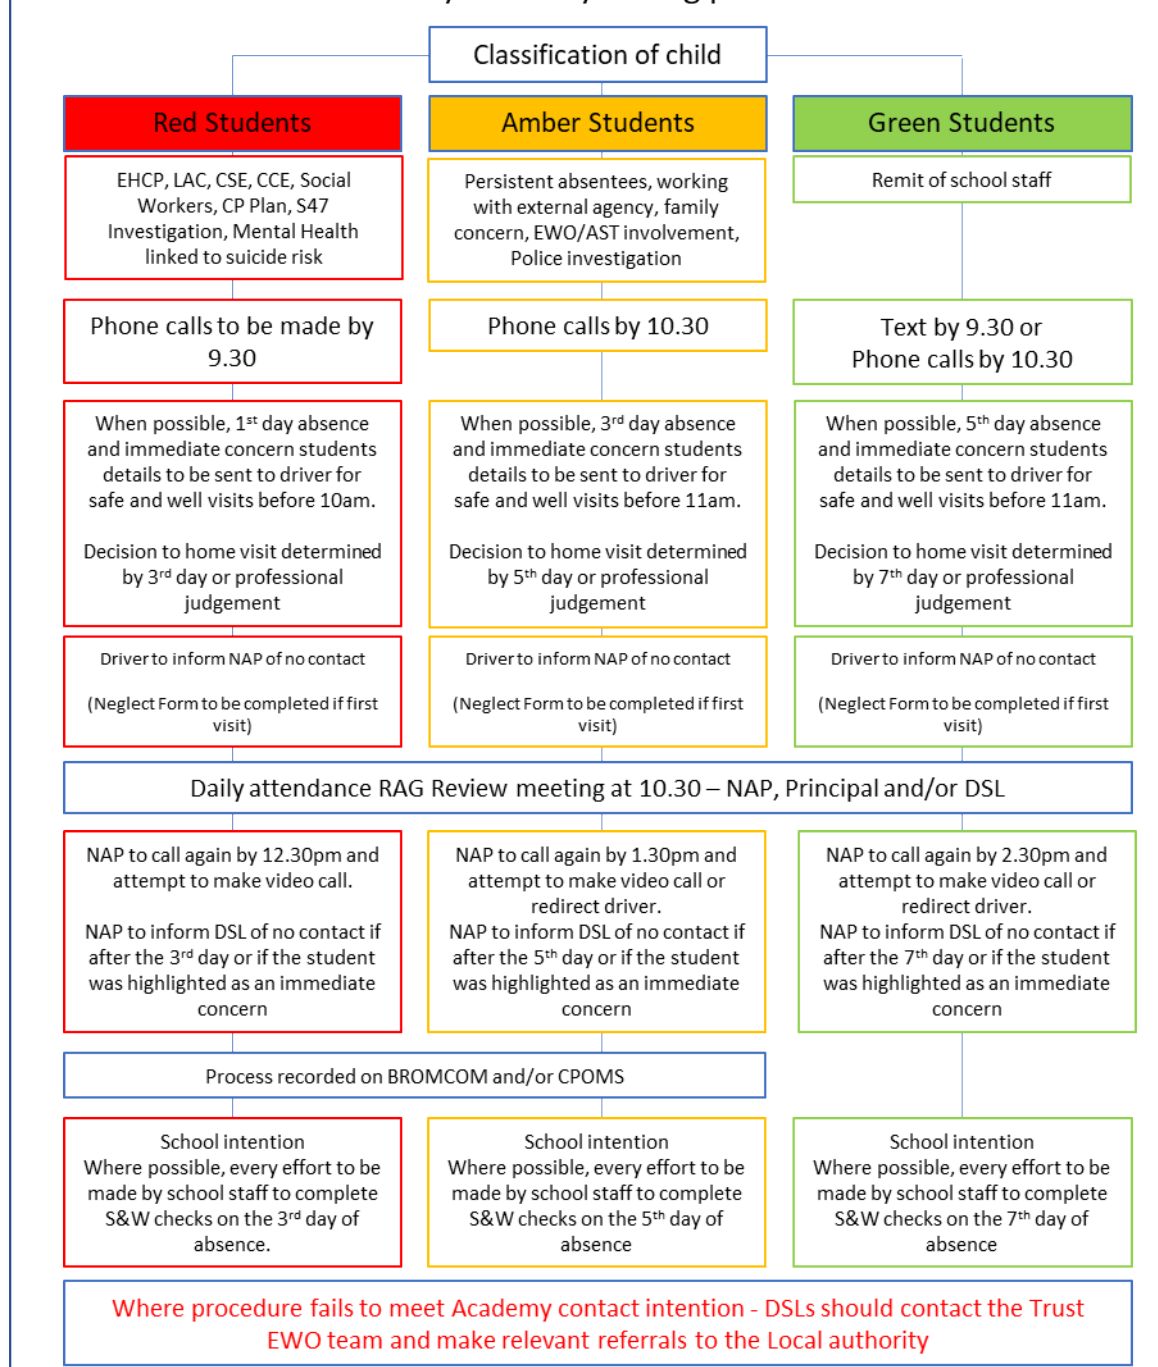 Classification of child
Red Students
Amber Students
Green Students
EHCP, LAC, CSE, CCE, Social
Workers, CP Plan, S47
Investigation, Mental Health
linked to suicide risk
Persistent absentees, working
with external agency, family
concern, EWO/AST involvement,
Police investigation
Remit of school staff
Phone calls to be made by
9.30
Phone calls by 10.30
Text by 9.30 or
Phone calls by 10.30
When possible, 1st day absence
and immediate concern students
details to be sent to driver for
safe and well visits before 10am.
Decision to home visit determined
by 3rd day or professional
judgement
When possible, 3rd day absence
and immediate concern students
details to be sent to driver for
safe and well visits before 11am.
Decision to home visit determined
by 5th day or professional
judgement
When possible, 5th day absence
and immediate concern students
details to be sent to driver for
safe and well visits before 11am.
Decision to home visit determined
by 7th day or professional
judgement
Driver to inform NAP of no contact
(Neglect Form to be completed if first
visit)
Driver to inform NAP of no contact
(Neglect Form to be completed if first
visit)
Driver to inform NAP of no contact
(Neglect Form to be completed if first
visit)
Daily attendance RAG Review meeting at 10.30 – NAP, Principal and/or DSL
NAP to call again by 12.30pm and
attempt to make video call.
NAP to inform DSL of no contact if
after the 3rd day or if the student
was highlighted as an immediate
concern
NAP to call again by 1.30pm and
attempt to make video call or
redirect driver.
NAP to inform DSL of no contact if
after the 5th day or if the student
was highlighted as an immediate
concern
NAP to call again by 2.30pm and
attempt to make video call or
redirect driver.
NAP to inform DSL of no contact if
after the 7th day or if the student
was highlighted as an immediate
concern
Process recorded on BROMCOM and/or CPOMS
School intention
Where possible, every effort to be
made by school staff to complete
S&W checks on the 3rd day of
absence.
School intention
Where possible, every effort to be
made by school staff to complete
S&W checks on the 5th day of
absence
School intention
Where possible, every effort to be
made by school staff to complete
S&W checks on the 7th day of
absence
Where procedure fails to meet Academy contact intention - DSLs should contact the Trust
EWO team and make relevant referrals to the Local authority